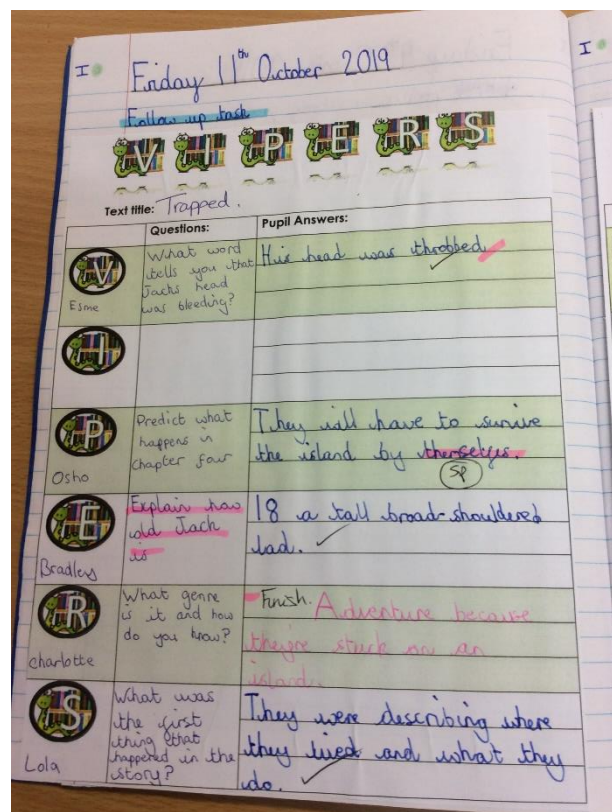 I
Friday 11th October 2019
I
Follow up task
V I P E R S
Text title: Trapped.
Questions: Pupil Answers:
V
Esme
What word
tells you that
Jacks head
was bleeding?
His head was throbbed
I
P
Osho
Predict what
happens in
chapter four
They will have to survive
the island by
Sp
E
Bradley
Explain how
old Jack
is
18 a tall broad-shouldered
lad.
R
Charlotte
What genre
is it and how
do you know?
Finish. Adventure because
they're stuck on an
island.
S
Lola
What was
the first
thing that
happened in the
story?
They were describing where
they lived and what they
do.